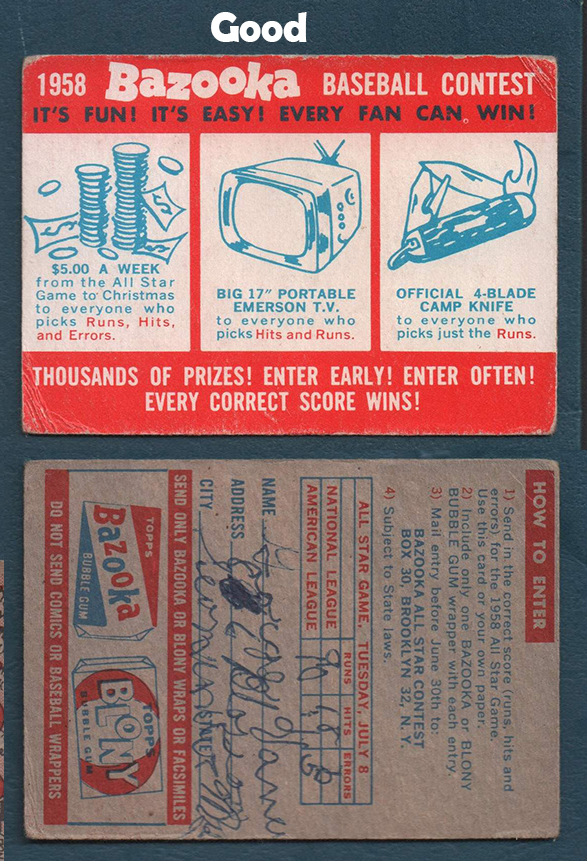 Good
1958 Bazooka BASEBALL CONTEST
IT'S FUN! IT'S EASY! EVERY FAN CAN WIN!
$5.00 A WEEK
from the All Star
Game to Christmas
to everyone who
picks Runs, Hits,
and Errors.
BIG 17" PORTABLE
EMERSON T.V.
to everyone who
picks Hits and Runs.
OFFICIAL 4-BLADE
CAMP KNIFE
to everyone who
picks just the Runs.
THOUSANDS OF PRIZES! ENTER EARLY! ENTER OFTEN!
EVERY CORRECT SCORE WINS!
HOW TO ENTER
1) Send in the correct score (runs, hits and
errors) for the 1958 All Star Game.
Use this card or your own paper.
2) Include only one BAZOOKA or BLONY
BUBBLE GUM wrapper with each entry.
3) Mail entry before June 30th to:
BAZOOKA ALL STAR CONTEST
BOX 30, BROOKLYN 32, N. Y.
4) Subject to State laws.
ALL STAR GAME, TUESDAY, JULY 8
RUNS HITS ERRORS
NATIONAL LEAGUE
AMERICAN LEAGUE
NAME
ADDRESS
CITY
SEND ONLY BAZOOKA OR BLONY WRAPS OR FACSIMILES
TOPPS
Bazooka
BUBBLE GUM
TOPPS
BLONY
BUBBLE GUM
DO NOT SEND COMICS OR BASEBALL WRAPPERS